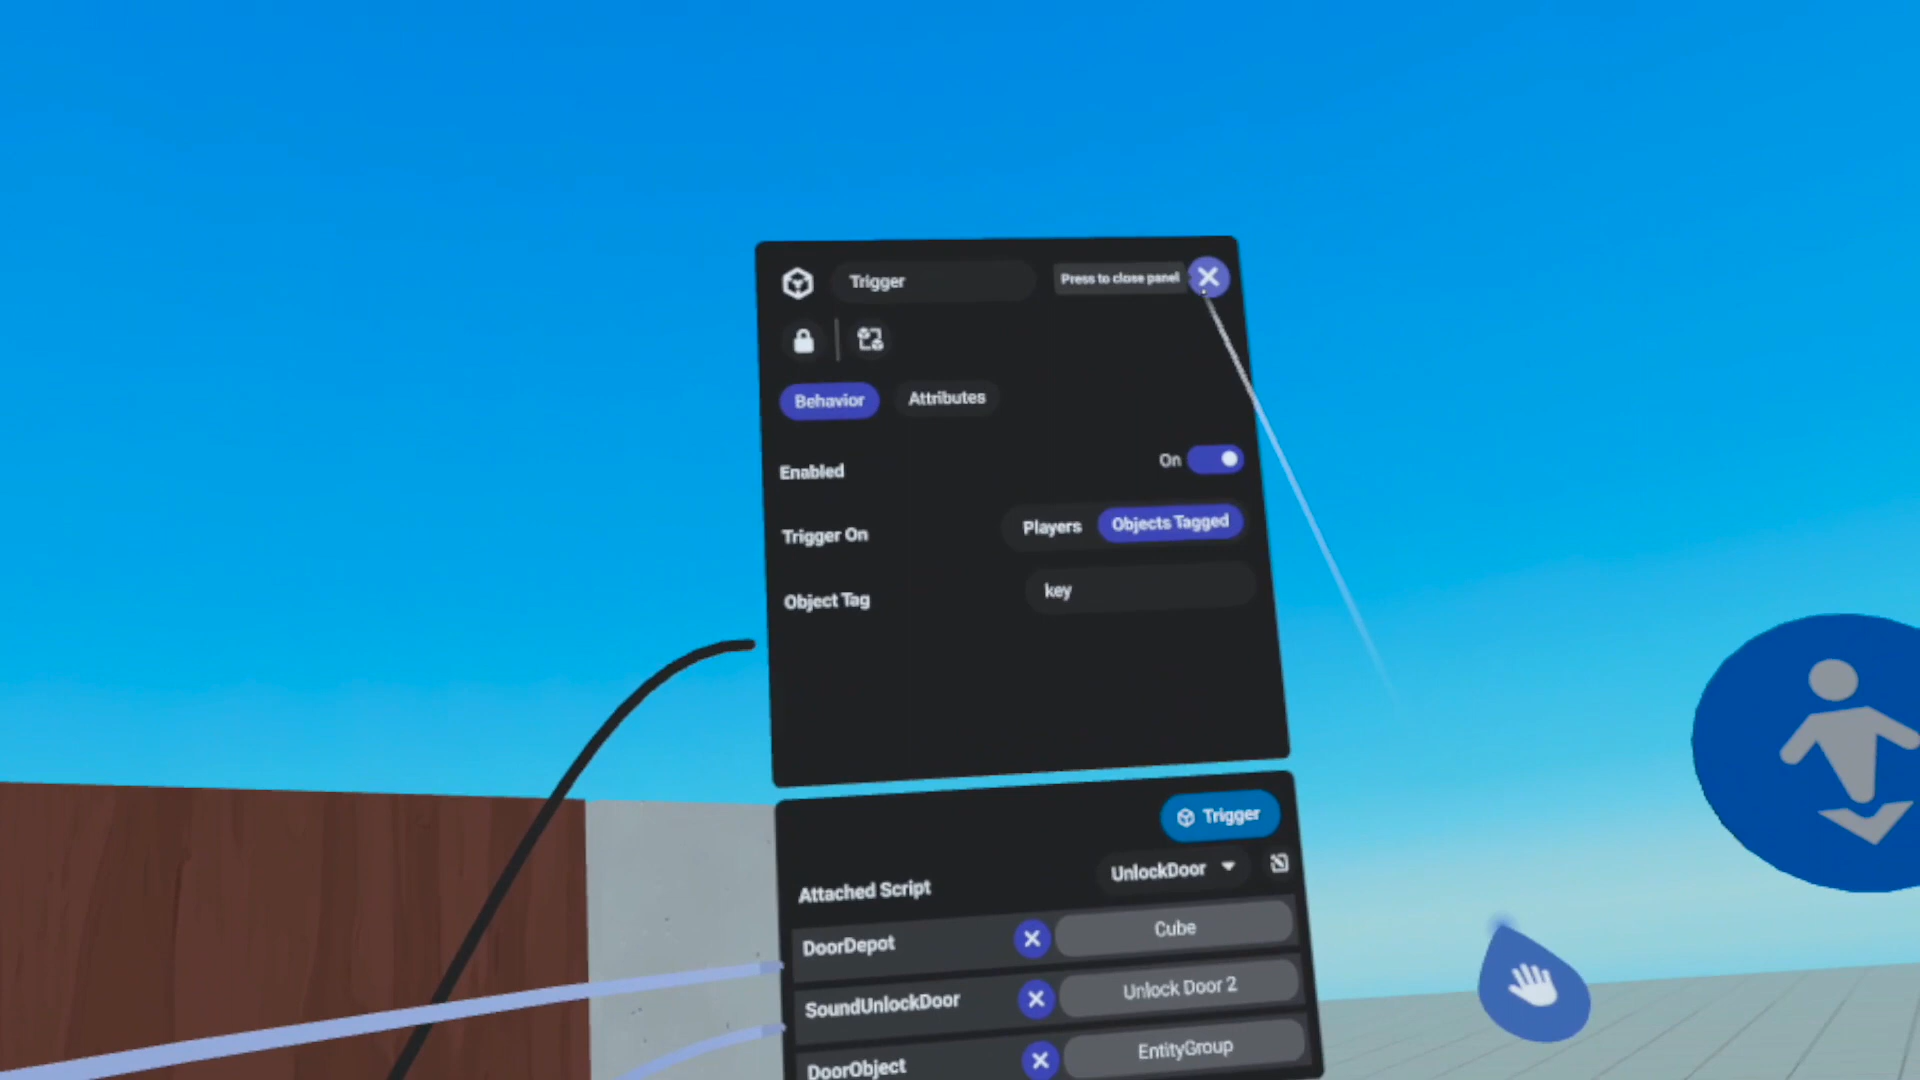 Trigger
Press to close panel
Behavior
Attributes
Enabled
On
Trigger On
Players
Objects Tagged
Object Tag
key
Trigger
Attached Script
UnlockDoor
DoorDepot
Cube
SoundUnlockDoor
Unlock Door 2
DoorObject
EntityGroup